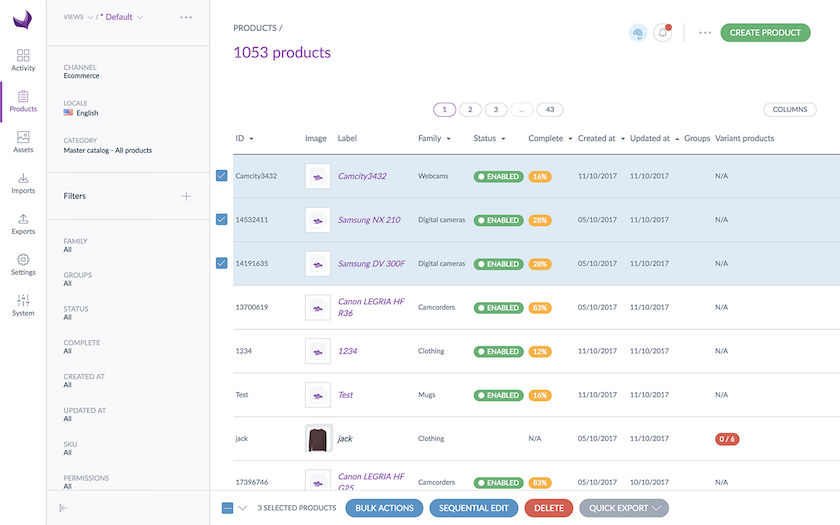 VIEWS / * Default
Activity
Products
Assets
Imports
Exports
Settings
System
CHANNEL
Ecommerce
LOCALE
English
CATEGORY
Master catalog - All products
Filters
FAMILY
All
GROUPS
All
STATUS
All
COMPLETE
All
CREATED AT
All
UPDATED AT
All
SKU
All
PERMISSIONS
All
PRODUCTS /
CREATE PRODUCT
1053 products
1 2 3 ... 43 COLUMNS
ID Image Label Family Status Complete Created at Updated at Groups Variant products
Camcity3432 Camcity3432 Webcams ENABLED 16% 11/10/2017 11/10/2017 N/A
14532411 Samsung NX 210 Digital cameras ENABLED 28% 05/10/2017 11/10/2017 N/A
14191635 Samsung DV 300F Digital cameras ENABLED 28% 05/10/2017 11/10/2017 N/A
13700619 Canon LEGRIA HF R36 Camcorders ENABLED 83% 05/10/2017 11/10/2017 N/A
1234 1234 Clothing ENABLED 12% 11/10/2017 11/10/2017 N/A
Test Test Mugs ENABLED 16% 11/10/2017 11/10/2017 N/A
jack jack Clothing N/A 05/10/2017 11/10/2017 0 / 6
17396746 Canon LEGRIA HF G25 Camcorders ENABLED 83% 05/10/2017 10/10/2017 N/A
3 SELECTED PRODUCTS BULK ACTIONS SEQUENTIAL EDIT DELETE QUICK EXPORT